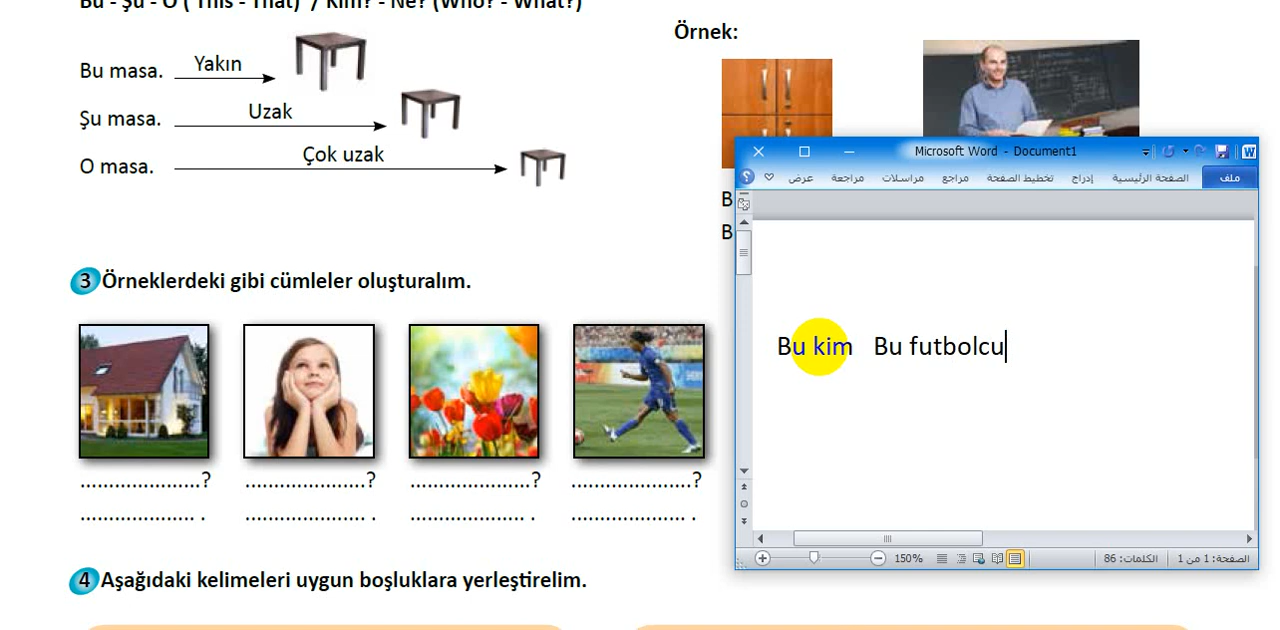 Bu - Şu - O ( This - That) / Kim? - Ne? (Who? - What?)
Örnek:
Bu masa. Yakın
Şu masa. Uzak
O masa. Çok uzak
B
B
3 Örneklerdeki gibi cümleler oluşturalım.
.....................?
..................... .
.....................?
..................... .
.....................?
..................... .
.....................?
..................... .
4 Aşağıdaki kelimeleri uygun boşluklara yerleştirelim.
Microsoft Word - Document1
ملف الصفحة الرئيسية إدراج تخطيط الصفحة مراجع مراسلات مراجعة عرض
Bu kim Bu futbolcu
الصفحة: 1 من 1 الكلمات: 86 150%